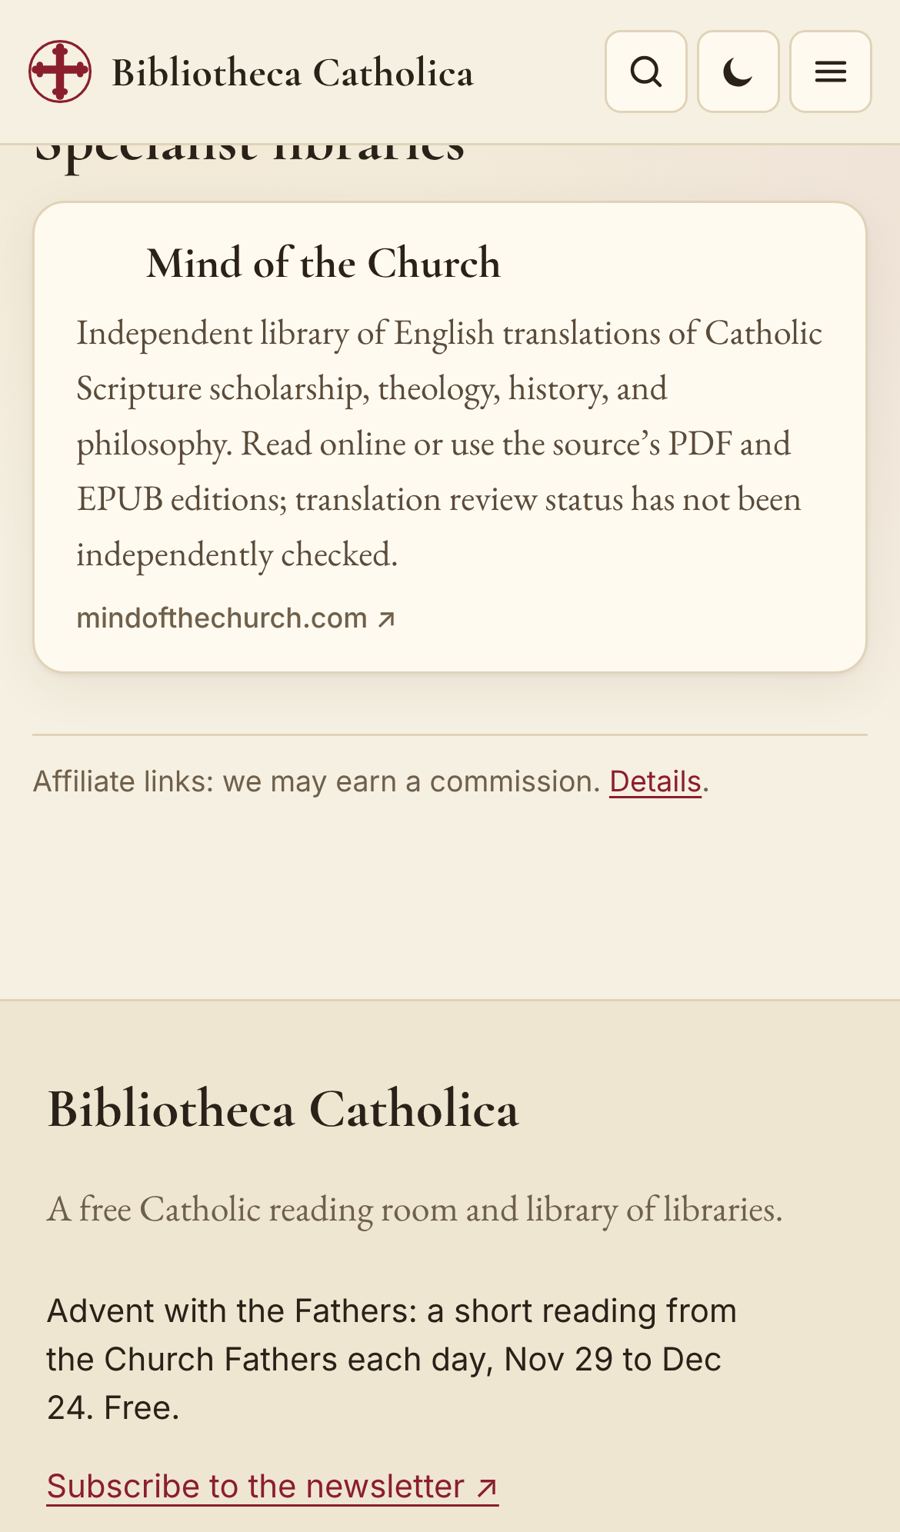 Bibliotheca Catholica
Specialist libraries
Mind of the Church
Independent library of English translations of Catholic
Scripture scholarship, theology, history, and
philosophy. Read online or use the source’s PDF and
EPUB editions; translation review status has not been
independently checked.
mindofthechurch.com ↗
Affiliate links: we may earn a commission. Details.
Bibliotheca Catholica
A free Catholic reading room and library of libraries.
Advent with the Fathers: a short reading from
the Church Fathers each day, Nov 29 to Dec
24. Free.
Subscribe to the newsletter ↗